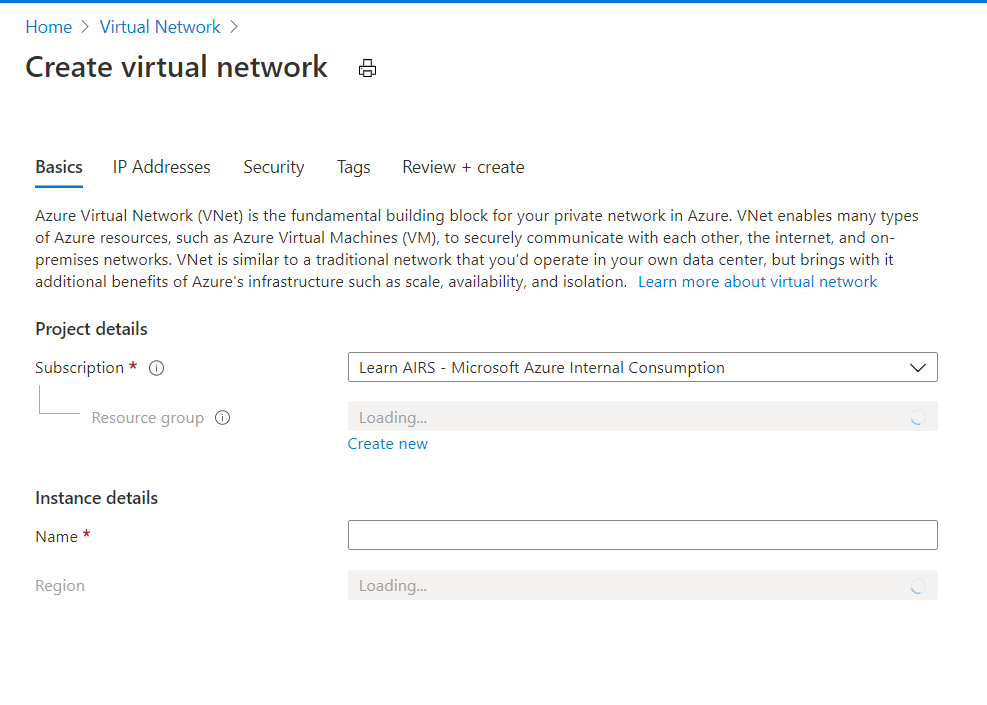 Home > Virtual Network >
Create virtual network
Basics IP Addresses Security Tags Review + create
Azure Virtual Network (VNet) is the fundamental building block for your private network in Azure. VNet enables many types
of Azure resources, such as Azure Virtual Machines (VM), to securely communicate with each other, the internet, and on-
premises networks. VNet is similar to a traditional network that you'd operate in your own data center, but brings with it
additional benefits of Azure's infrastructure such as scale, availability, and isolation. Learn more about virtual network
Project details
Subscription * Learn AIRS - Microsoft Azure Internal Consumption
Resource group Loading...
Create new
Instance details
Name *
Region Loading...